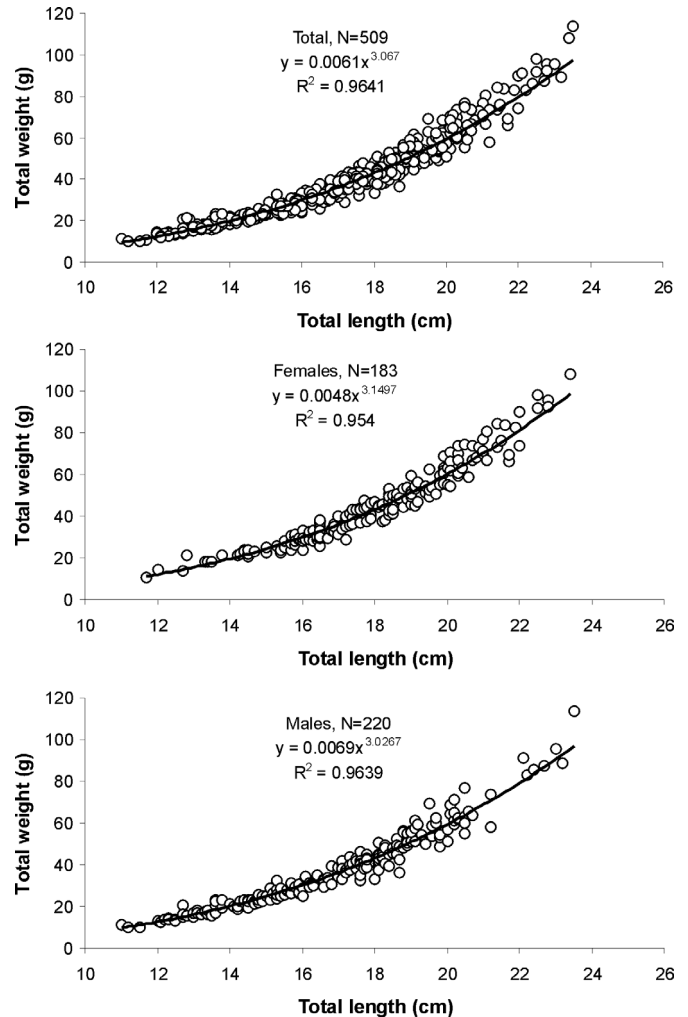 Total, N=509
y = 0.0061x^3.067
R² = 0.9641
Total weight (g)
120
100
80
60
40
20
0
10 12 14 16 18 20 22 24 26
Total length (cm)
Females, N=183
y = 0.0048x^3.1497
R² = 0.954
Total weight (g)
120
100
80
60
40
20
0
10 12 14 16 18 20 22 24 26
Total length (cm)
Males, N=220
y = 0.0069x^3.0267
R² = 0.9639
Total weight (g)
120
100
80
60
40
20
0
10 12 14 16 18 20 22 24 26
Total length (cm)